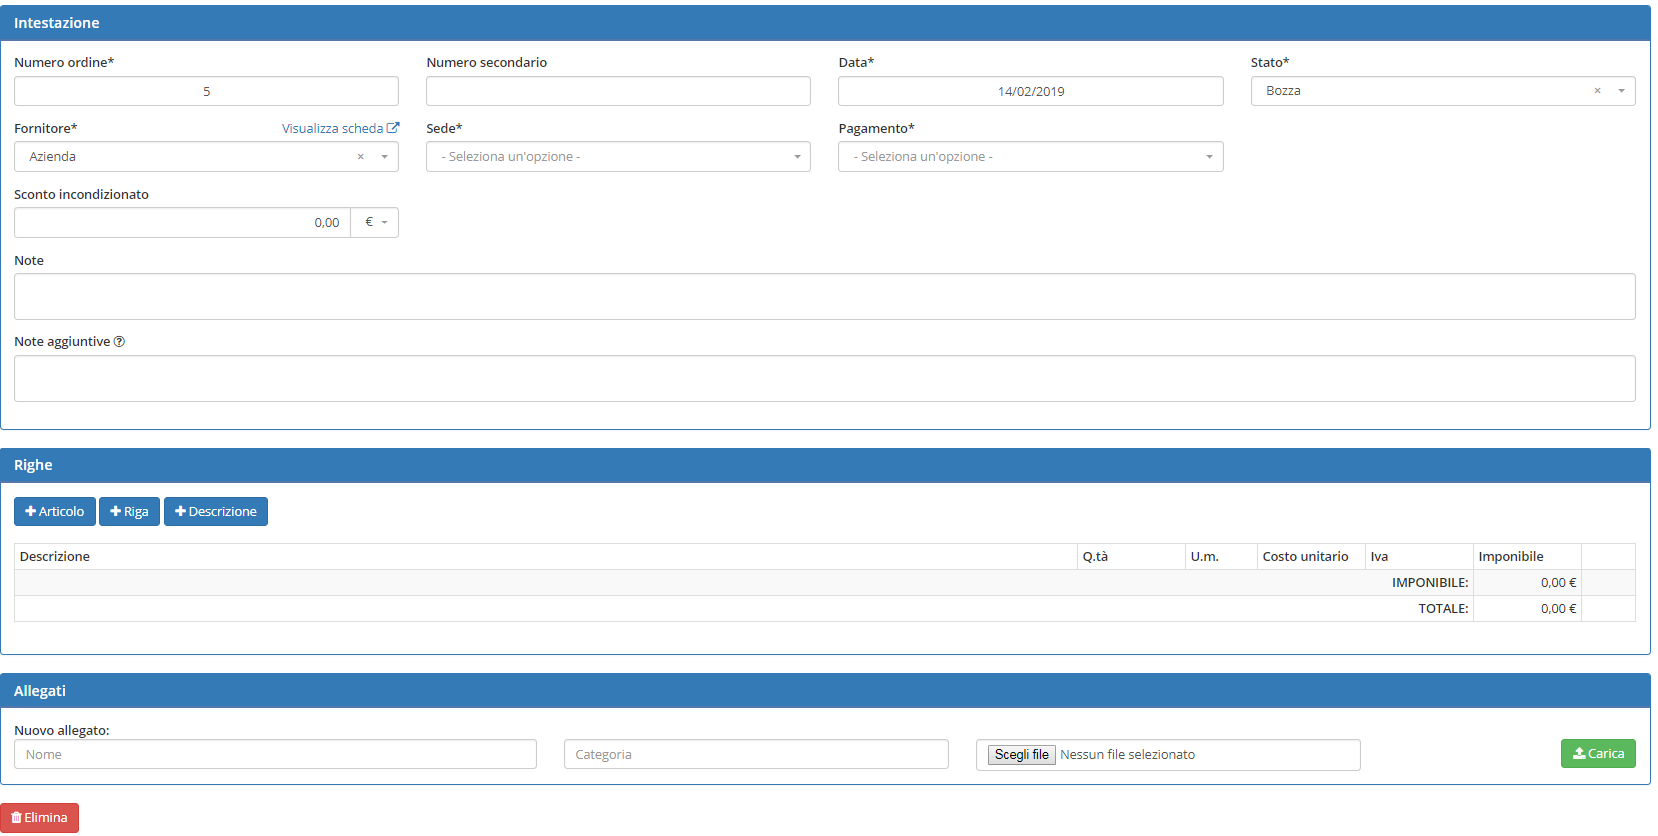 Intestazione
Numero ordine* Numero secondario Data* Stato*
5 14/02/2019 Bozza × 
Fornitore* Visualizza scheda Sede* Pagamento*
Azienda × - Seleziona un'opzione - - Seleziona un'opzione -
Sconto incondizionato
0,00 €
Note
Note aggiuntive
Righe
Articolo Riga Descrizione
Descrizione Q.tà U.m. Costo unitario Iva Imponibile
IMPONIBILE: 0,00 €
TOTALE: 0,00 €
Allegati
Nuovo allegato:
Nome Categoria Scegli file Nessun file selezionato Carica
Elimina